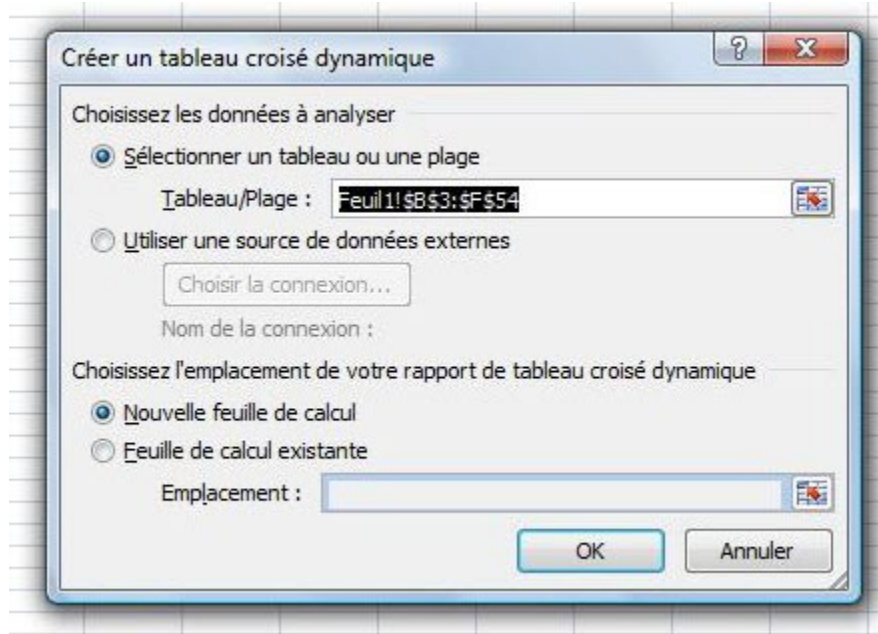 Créer un tableau croisé dynamique
Choisissez les données à analyser
Sélectionner un tableau ou une plage
Tableau/Plage : Feuil1!$B$3:$F$54
Utiliser une source de données externes
Choisir la connexion...
Nom de la connexion :
Choisissez l'emplacement de votre rapport de tableau croisé dynamique
Nouvelle feuille de calcul
Feuille de calcul existante
Emplacement :
OK Annuler